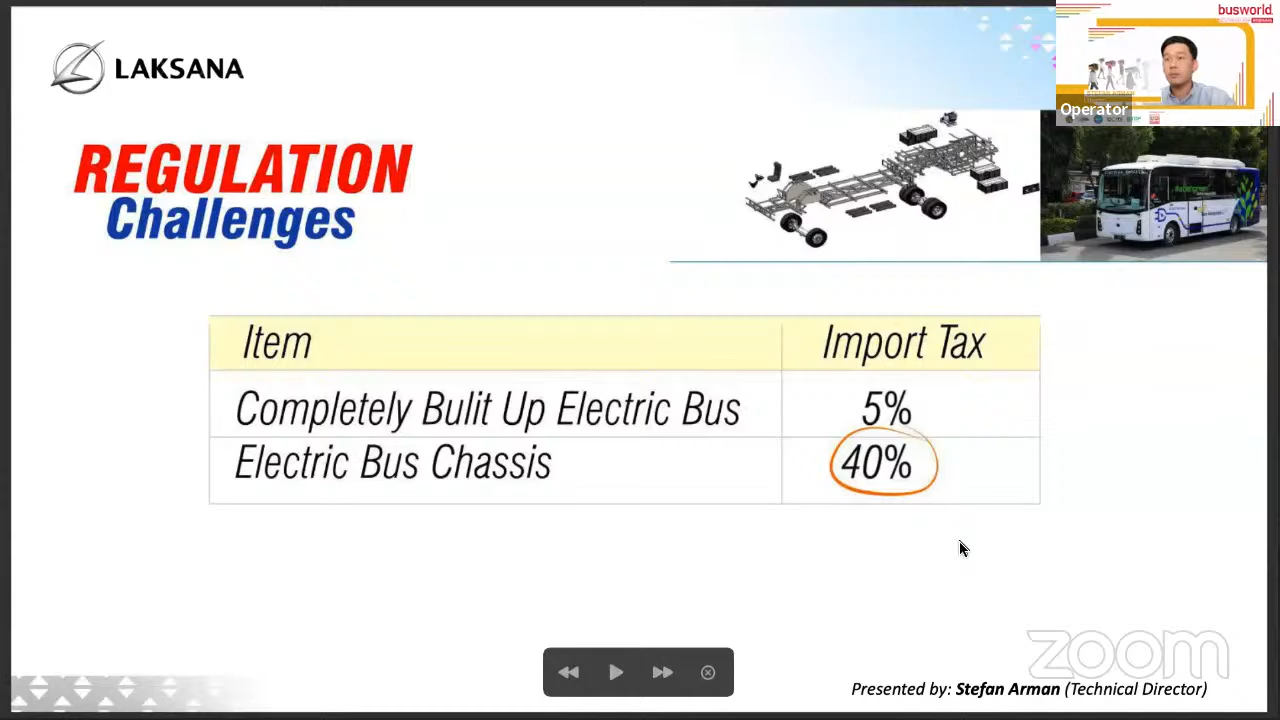 LAKSANA
busworld
Operator
REGULATION
Challenges
Item
Import Tax
Completely Bulit Up Electric Bus
5%
Electric Bus Chassis
40%
zoom
Presented by: Stefan Arman (Technical Director)